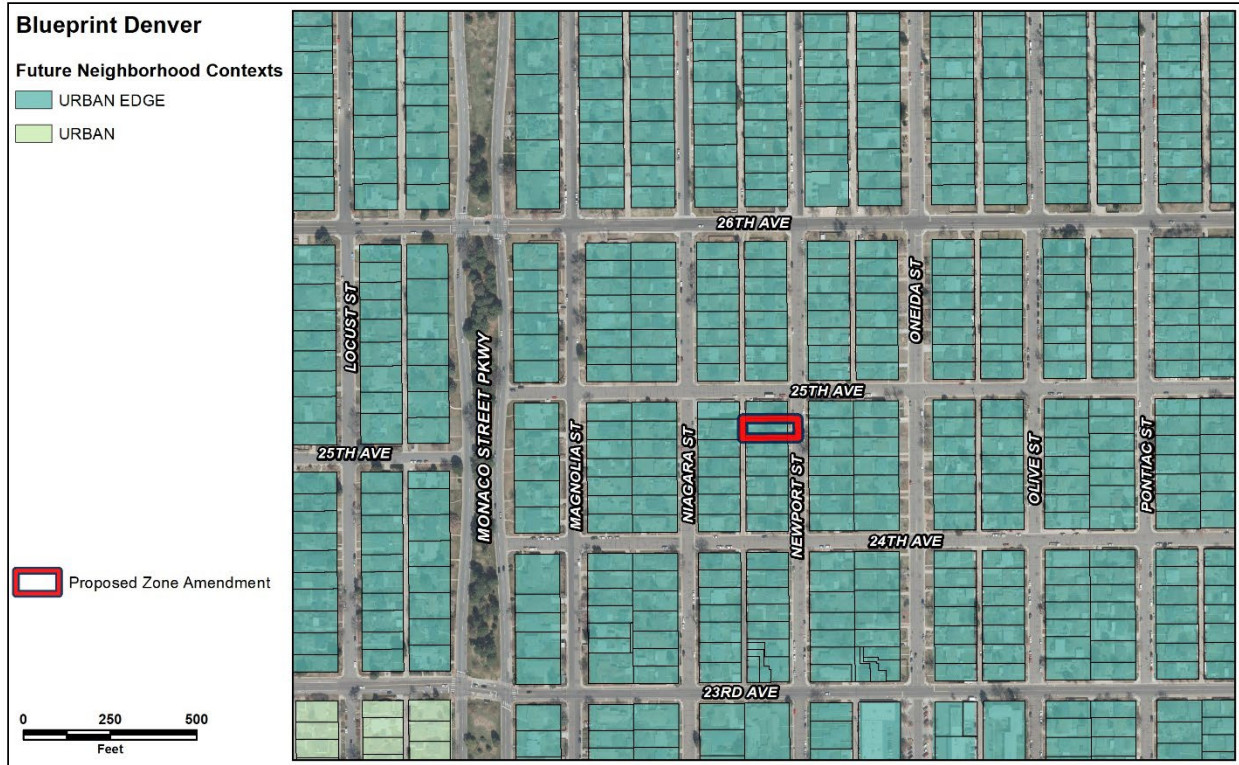 Blueprint Denver
Future Neighborhood Contexts
URBAN EDGE
URBAN
26TH AVE
LOCUST ST
ONEIDA ST
MONACO STREET PKWY
25TH AVE
25TH AVE
MAGNOLIA ST
NIAGARA ST
NEWPORT ST
OLIVE ST
PONTIAC ST
24TH AVE
Proposed Zone Amendment
23RD AVE
0 250 500
Feet